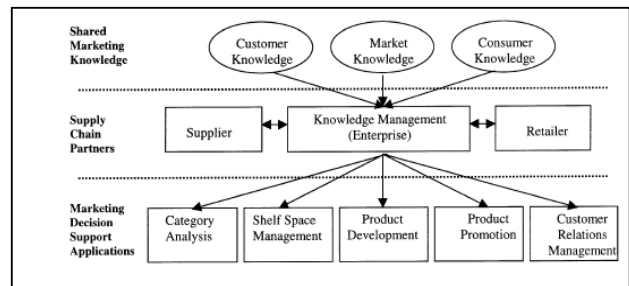 Shared
Marketing
Knowledge
Customer
Knowledge
Market
Knowledge
Consumer
Knowledge
Supply
Chain
Partners
Supplier
Knowledge Management
(Enterprise)
Retailer
Marketing
Decision
Support
Applications
Category
Analysis
Shelf Space
Management
Product
Development
Product
Promotion
Customer
Relations
Management